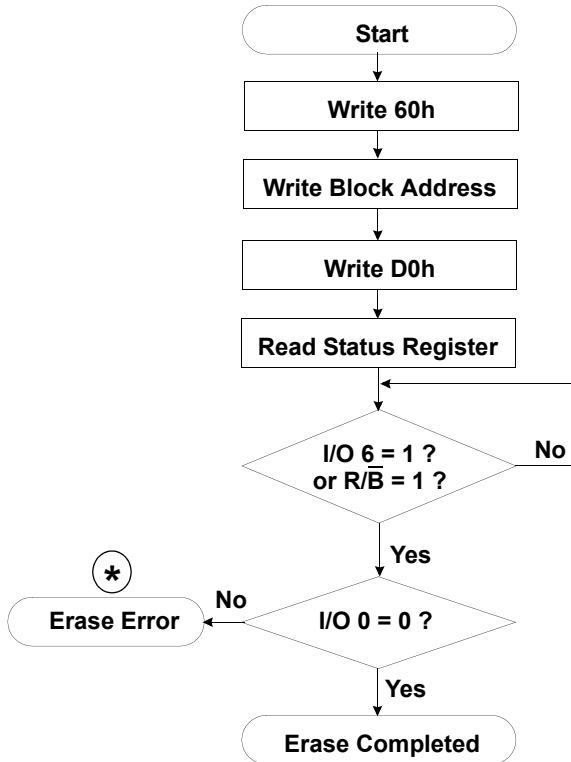 Start
Write 60h
Write Block Address
Write D0h
Read Status Register
I/O 6 = 1 ?
or R/B̅ = 1 ?
No
Yes
*
Erase Error
No
I/O 0 = 0 ?
Yes
Erase Completed